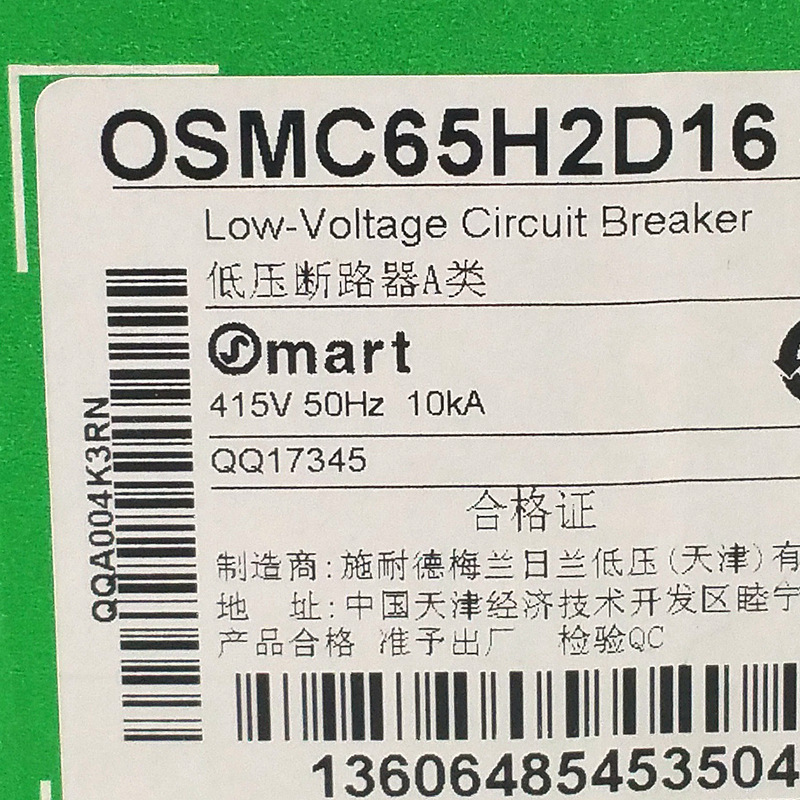 OSMC65H2D16
Low-Voltage Circuit Breaker
低压断路器A类
Smart
415V 50Hz 10kA
QQ17345
合格证
制造商:施耐德梅兰日兰低压(天津)有
地 址:中国天津经济技术开发区睦宁
产品合格 准予出厂 检验QC
13606485453504
QQA004K3RN